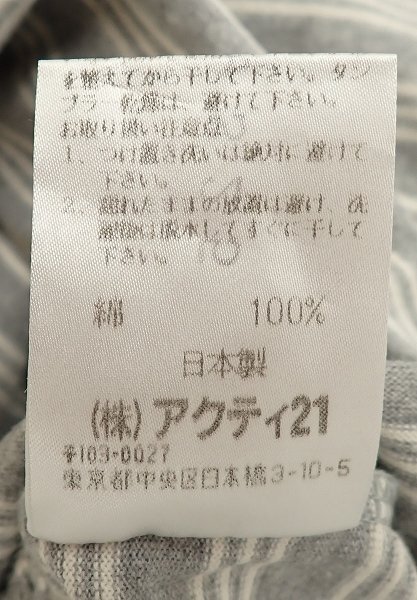 を整えてから干して下さい。タン
ブラー乾燥は、避けて下さい。
お取り扱い注意点
1、つけ置き洗いは絶対に避けて
下さい。
2、濡れたままの放置は避け、洗
濯後は脱水してすぐに干して
下さい。
綿 100%
日本製
(株)アクティ21
〒103-0027
東京都中央区日本橋3-10-5